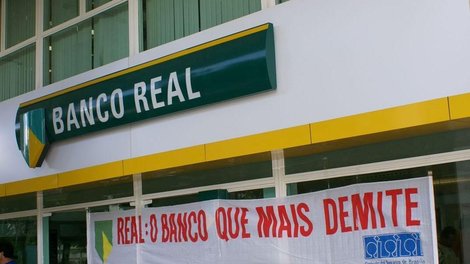 BANCO REAL
REAL: O BANCO QUE MAIS DEMITE